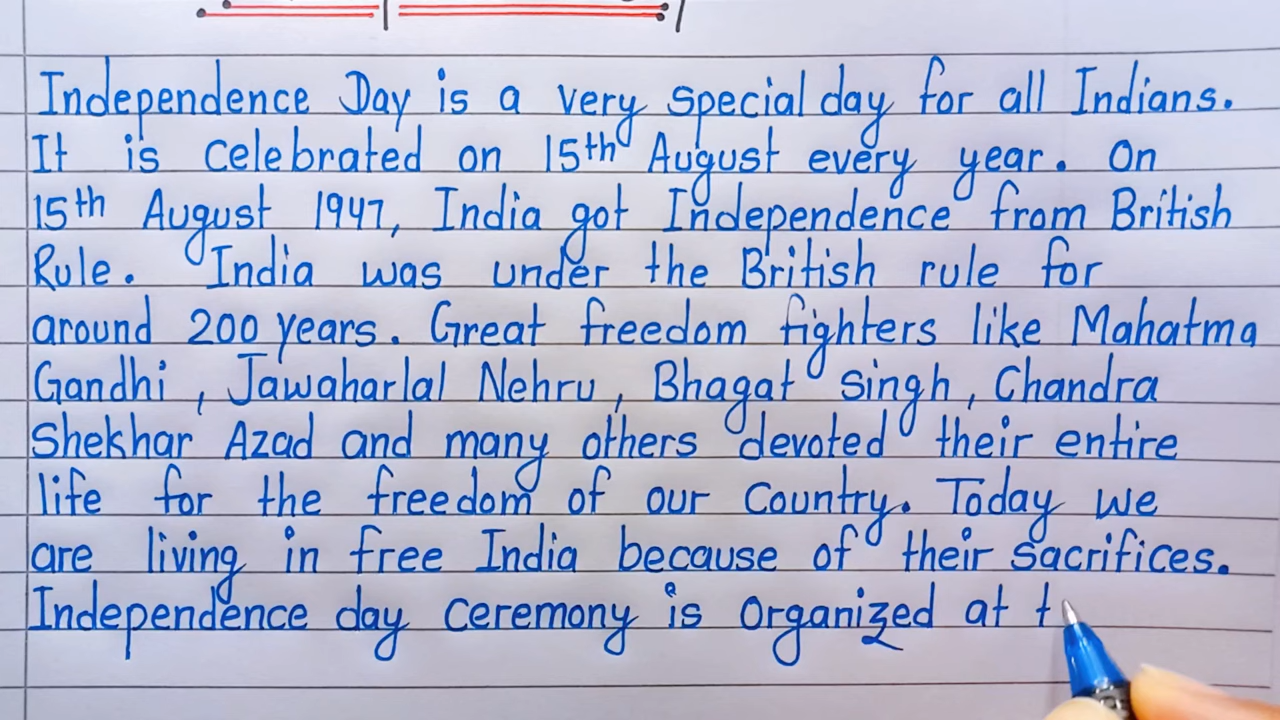 Independence Day is a very special day for all Indians.
It is celebrated on 15th August every year. On
15th August 1947, India got Independence from British
Rule. India was under the British rule for
around 200 years. Great freedom fighters like Mahatma
Gandhi, Jawaharlal Nehru, Bhagat Singh, Chandra
Shekhar Azad and many others devoted their entire
life for the freedom of our Country. Today we
are living in free India because of their sacrifices.
Independence day ceremony is organized at t